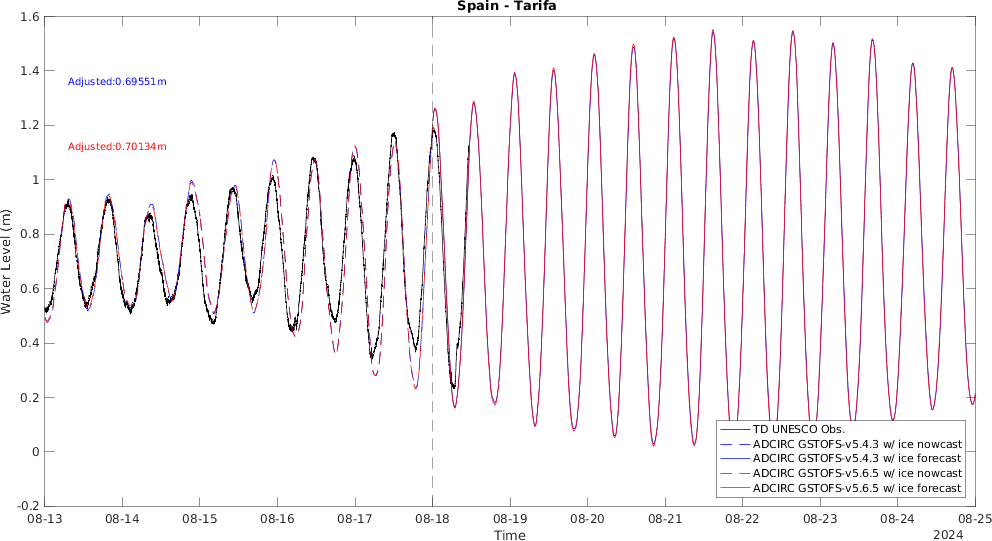 Spain - Tarifa
1.6
1.4
1.2
1
0.8
0.6
0.4
0.2
0
-0.2
Water Level (m)
Adjusted:0.69551m
Adjusted:0.70134m
TD UNESCO Obs.
ADCIRC GSTOFS-v5.4.3 w/ ice nowcast
ADCIRC GSTOFS-v5.4.3 w/ ice forecast
ADCIRC GSTOFS-v5.6.5 w/ ice nowcast
ADCIRC GSTOFS-v5.6.5 w/ ice forecast
08-13 08-14 08-15 08-16 08-17 08-18 08-19 08-20 08-21 08-22 08-23 08-24 08-25
Time
2024